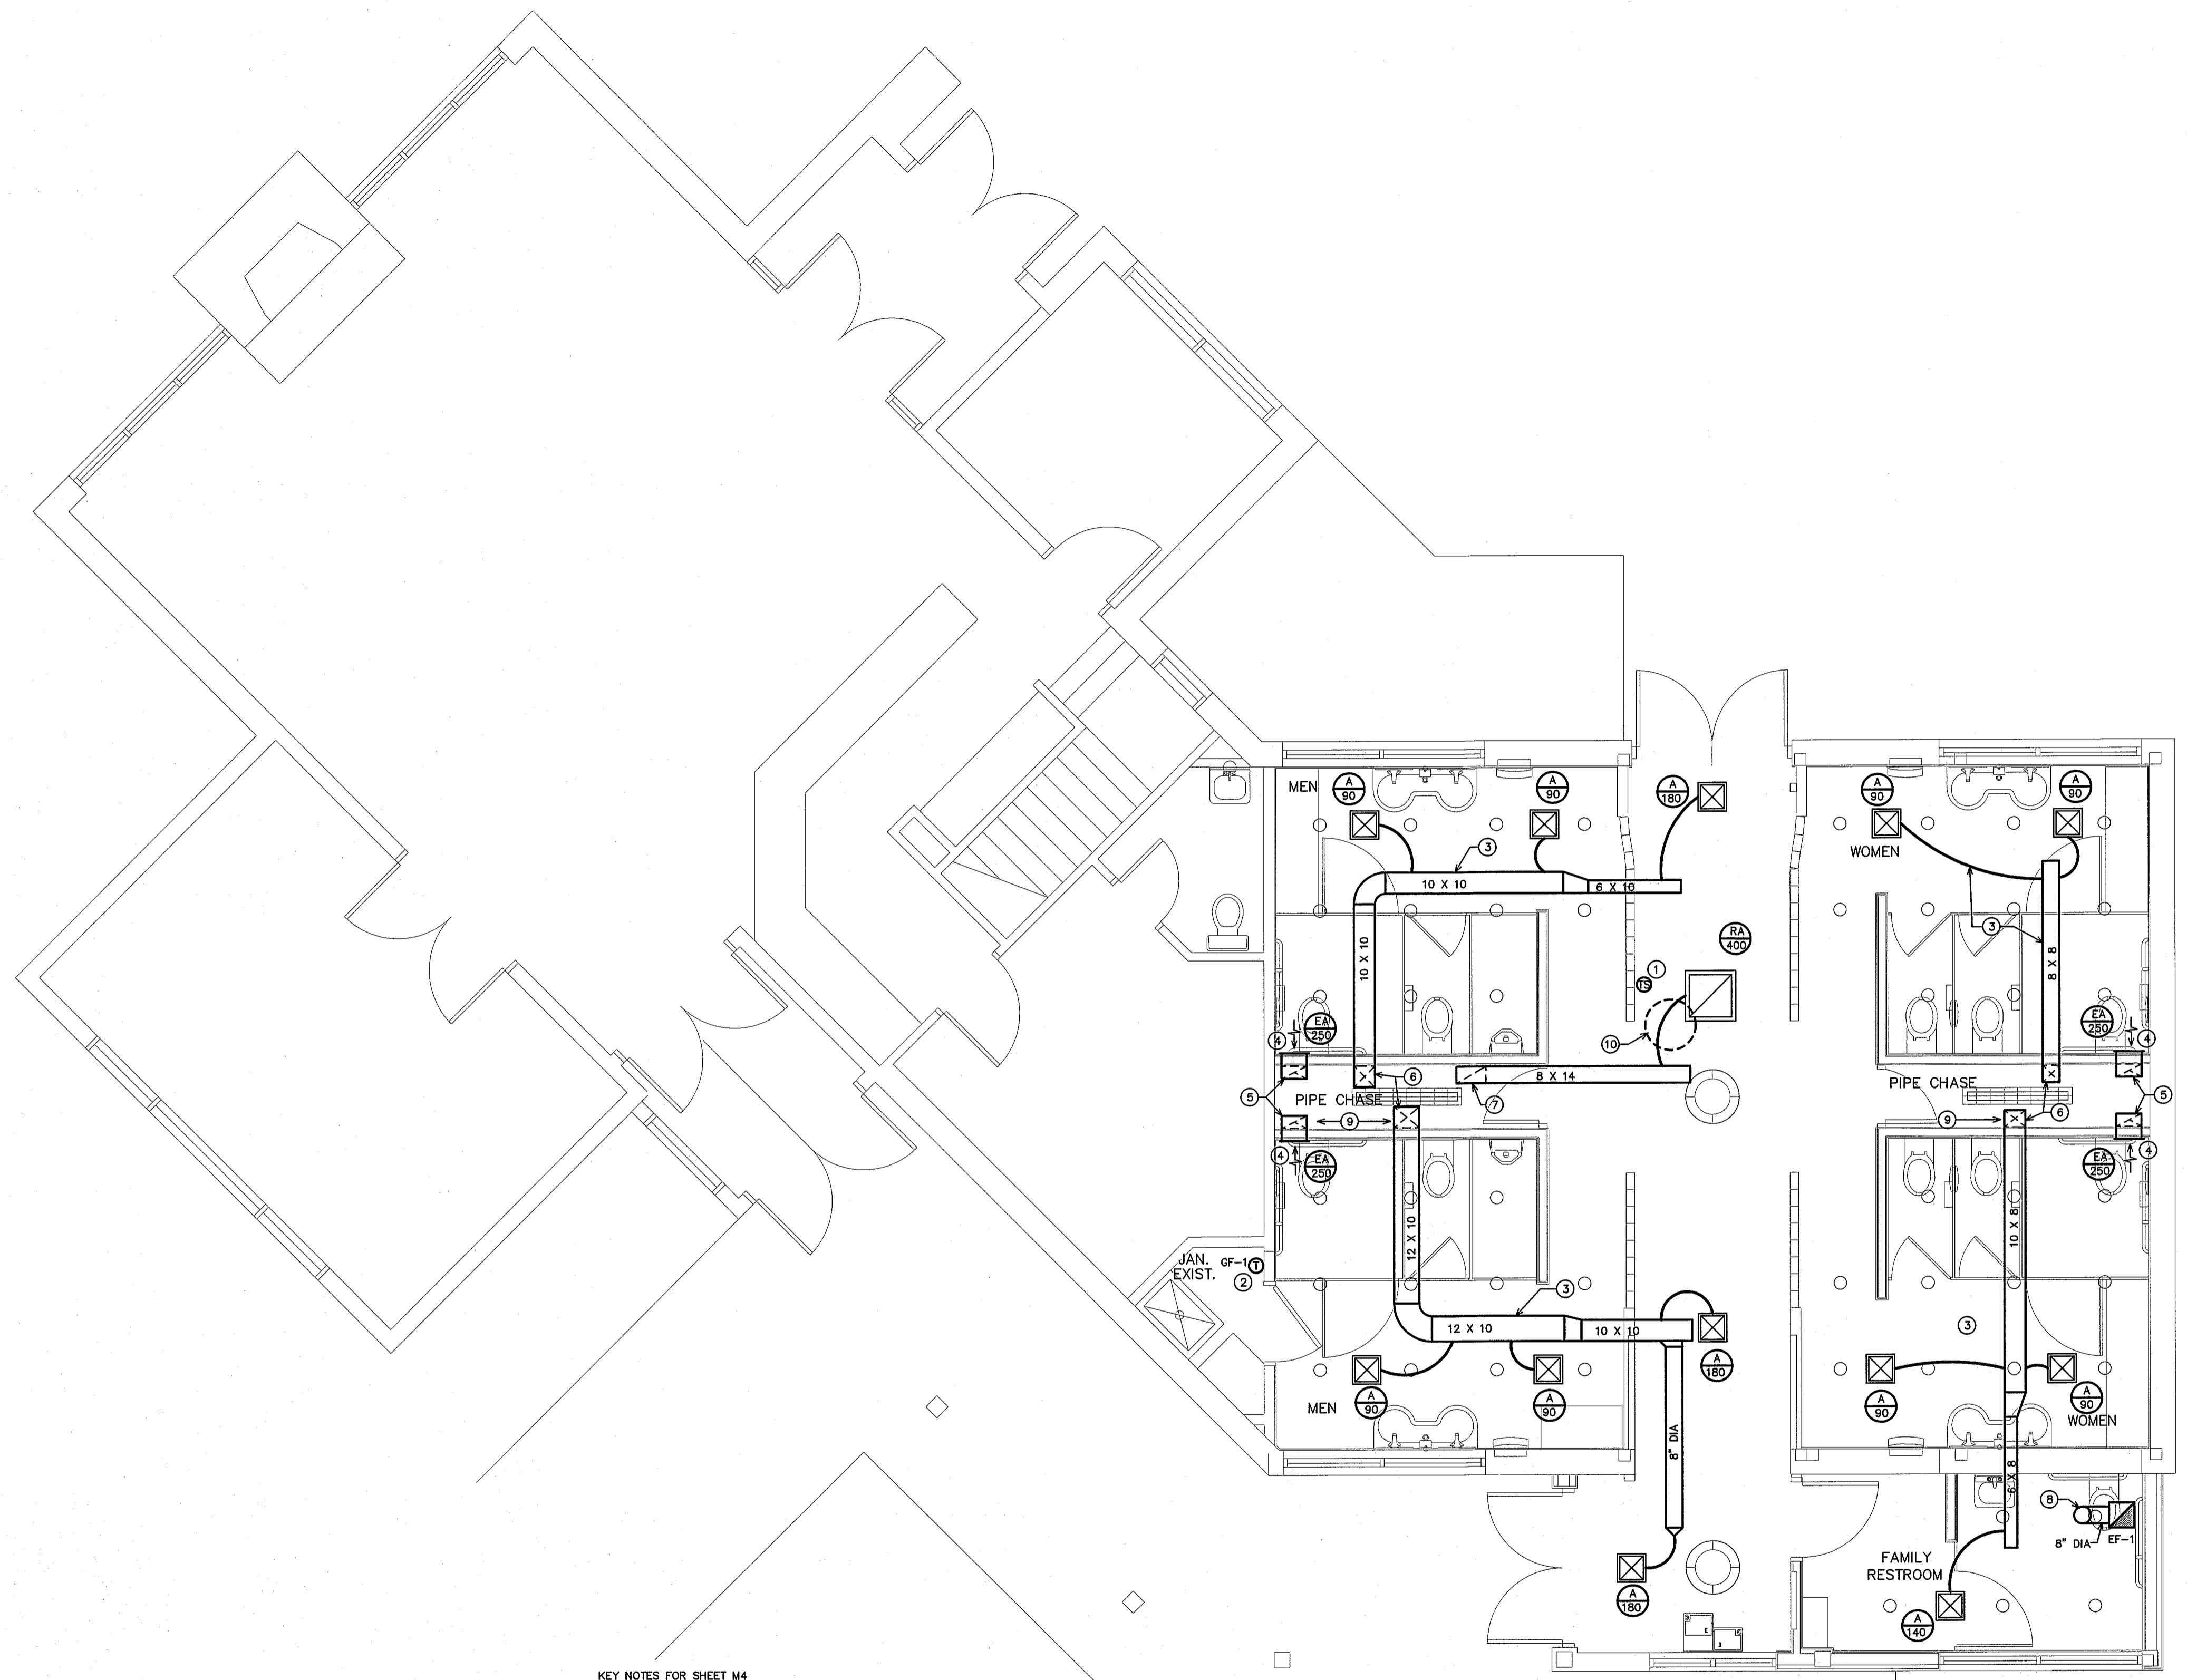 MEN
A
90
A
90
A
180
A
90
A
90
WOMEN
3
10 X 10
6 X 10
10 X 10
3
8 X 8
RA
400
1
TS
10
EA
250
4
EA
250
4
6
8 X 14
7
5
PIPE CHASE
9
PIPE CHASE
9
6
5
4
EA
250
EA
250
4
12 X 10
10 X 8
JAN.
EXIST.
GF-1
T
2
3
12 X 10
10 X 10
3
A
180
A
90
A
90
MEN
A
90
A
90
WOMEN
8" DIA
6 X 8
8
8" DIA
EF-1
FAMILY
RESTROOM
A
180
A
140
KEY NOTES FOR SHEET M4